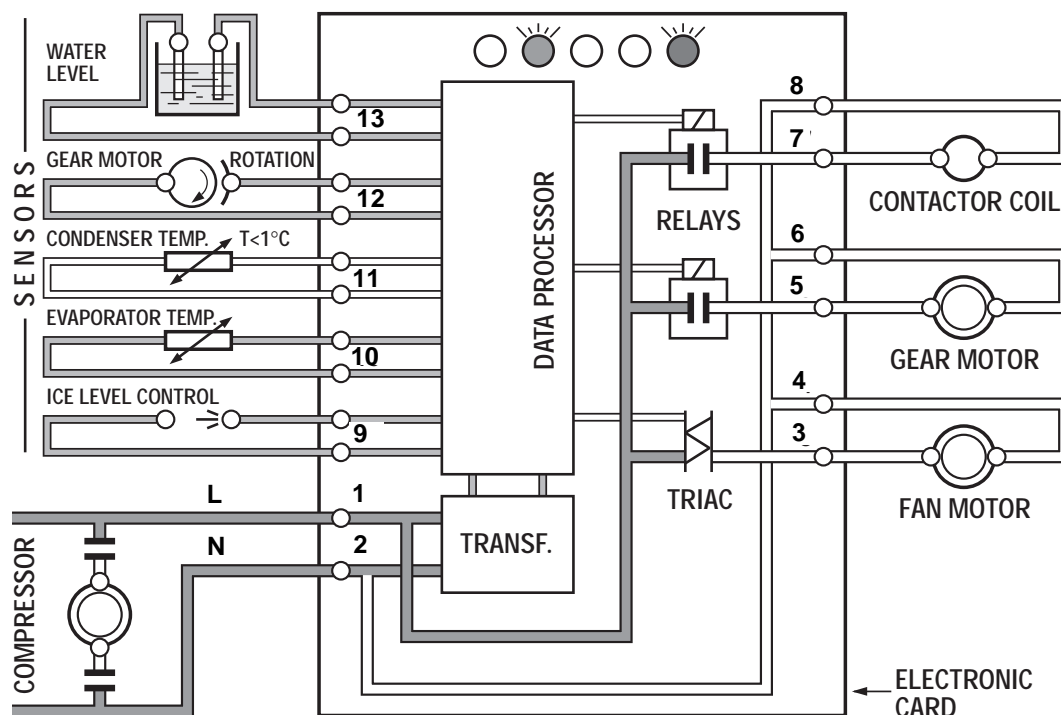 SENSORS
WATER
LEVEL
13
GEAR MOTOR ROTATION
12
CONDENSER TEMP. T<1°C
11
EVAPORATOR TEMP.
10
ICE LEVEL CONTROL
9
L 1
N 2
COMPRESSOR
DATA PROCESSOR
TRANSF.
RELAYS
TRIAC
8
7
CONTACTOR COIL
6
5
GEAR MOTOR
4
3
FAN MOTOR
ELECTRONIC
CARD